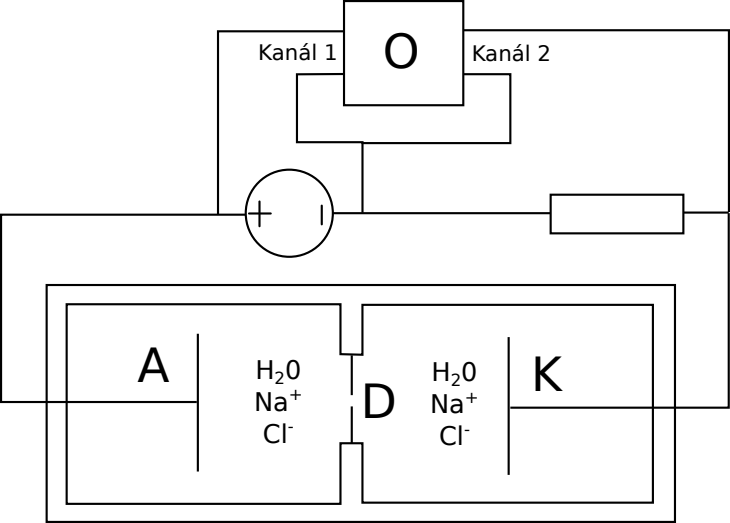 O
Kanál 1
Kanál 2
+
A
H₂0
Na⁺
Cl⁻
D
H₂0
Na⁺
Cl⁻
K